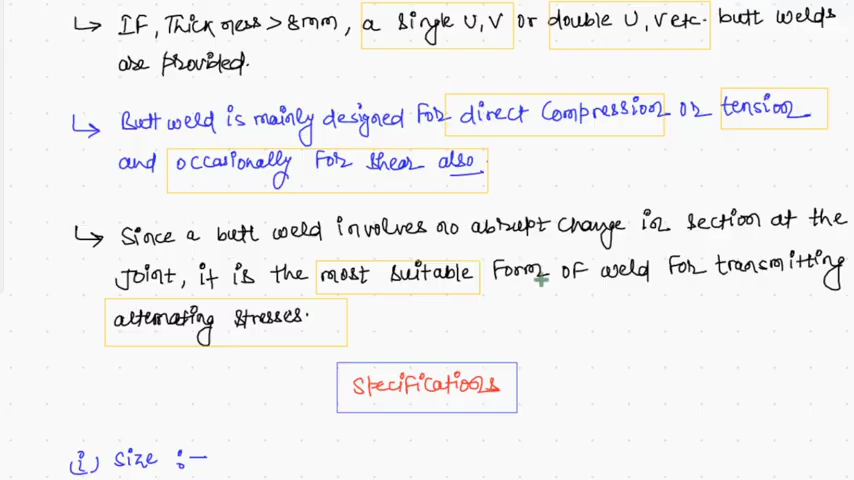 ↳ If, Thickness > 8mm, a single U, V or double U, V etc. butt welds
are provided.
↳ Butt weld is mainly designed for direct compression or tension
and occasionally for shear also.
↳ Since a butt weld involves no abrupt change in section at the
joint, it is the most suitable form of weld for transmitting
alternating stresses.
Specifications
(i) Size :-